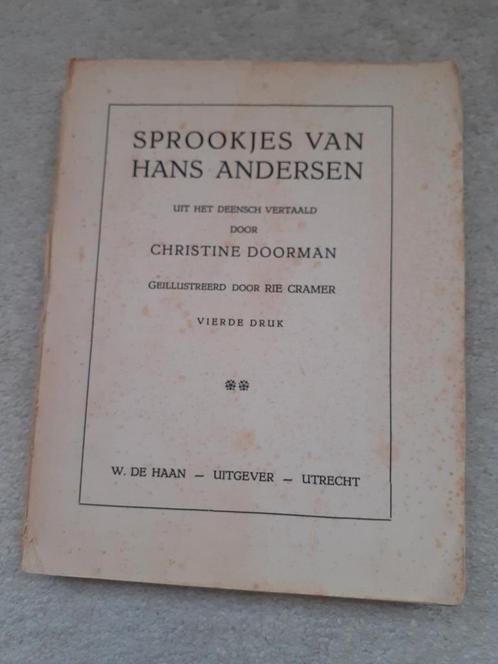 SPROOKJES VAN
HANS ANDERSEN
UIT HET DEENSCH VERTAALD
DOOR
CHRISTINE DOORMAN
GEILLUSTREERD DOOR RIE CRAMER
VIERDE DRUK
W. DE HAAN — UITGEVER — UTRECHT